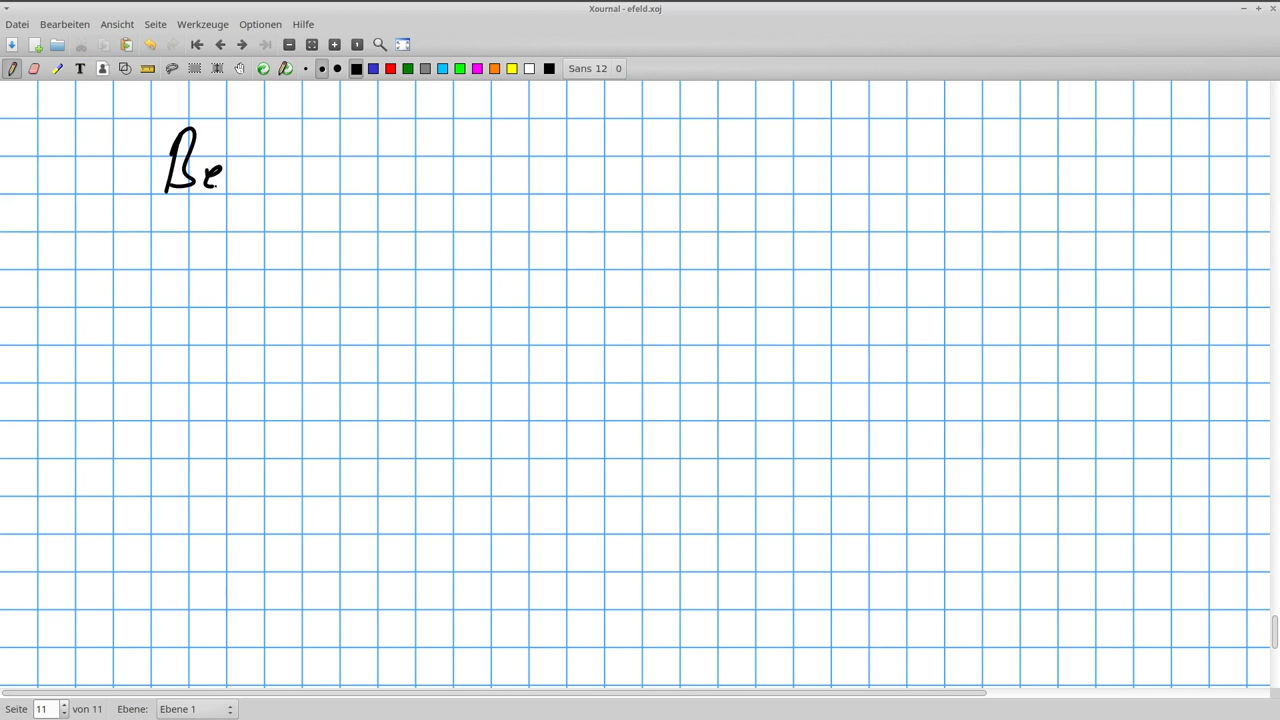 Xournal - efeld.xoj
Datei Bearbeiten Ansicht Seite Werkzeuge Optionen Hilfe
Sans 12 0
Be
Seite 11 von 11 Ebene: Ebene 1